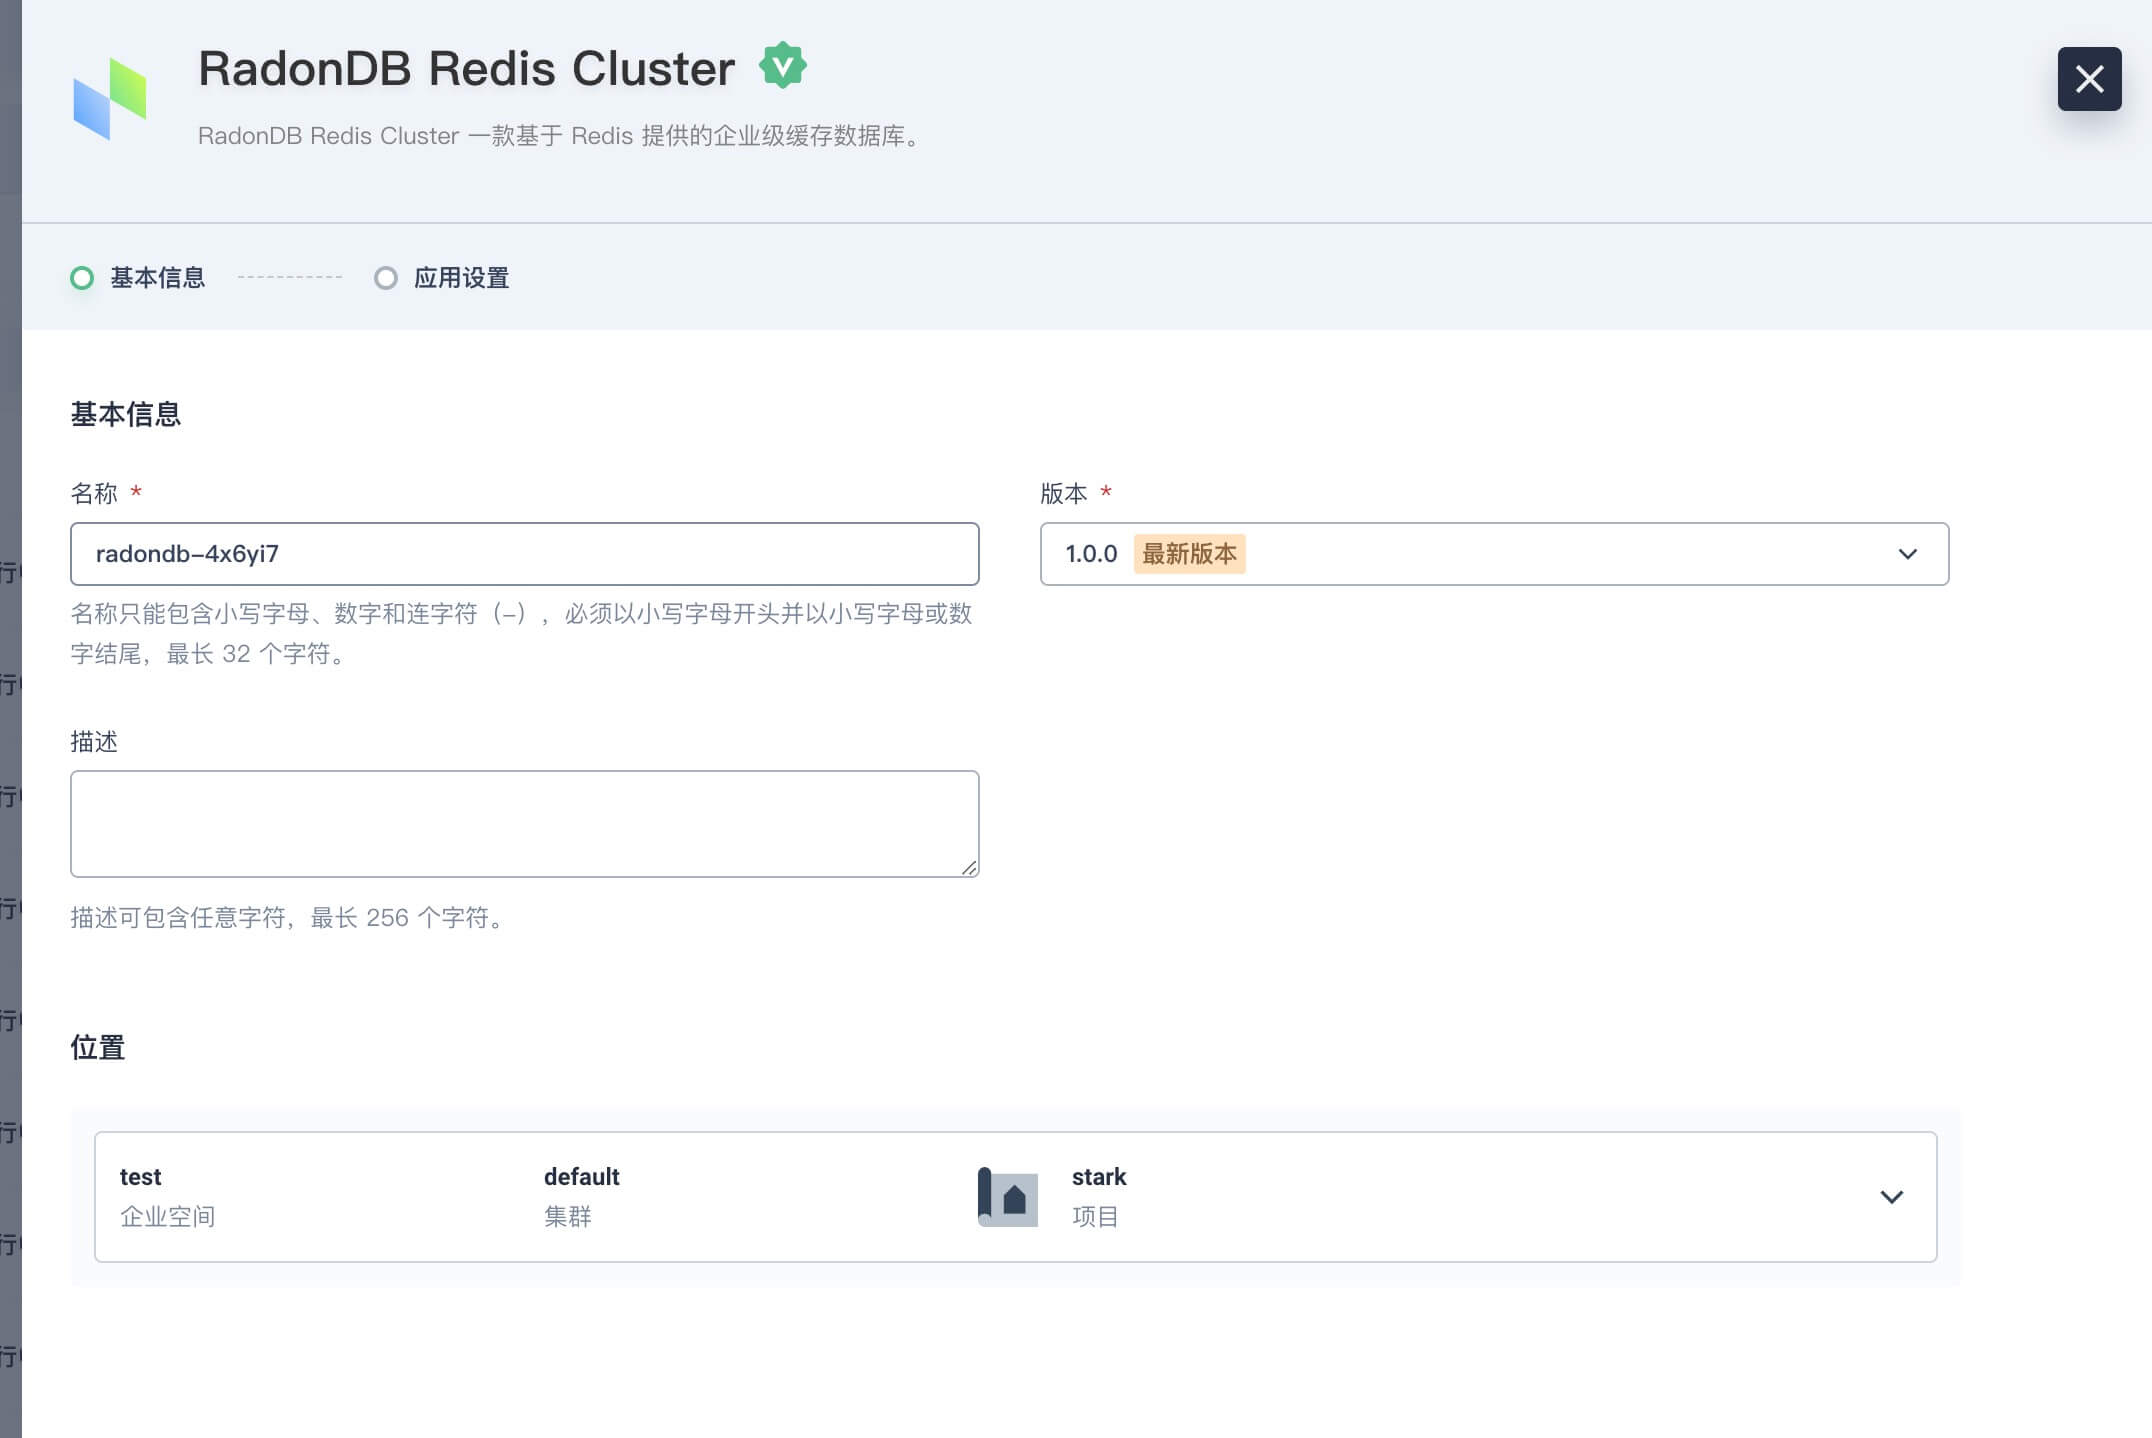 RadonDB Redis Cluster
RadonDB Redis Cluster 一款基于 Redis 提供的企业级缓存数据库。
基本信息
应用设置
基本信息
名称 *
radondb-4x6yi7
名称只能包含小写字母、数字和连字符（-），必须以小写字母开头并以小写字母或数
字结尾，最长 32 个字符。
版本 *
1.0.0 最新版本
描述
描述可包含任意字符，最长 256 个字符。
位置
test
企业空间
default
集群
stark
项目